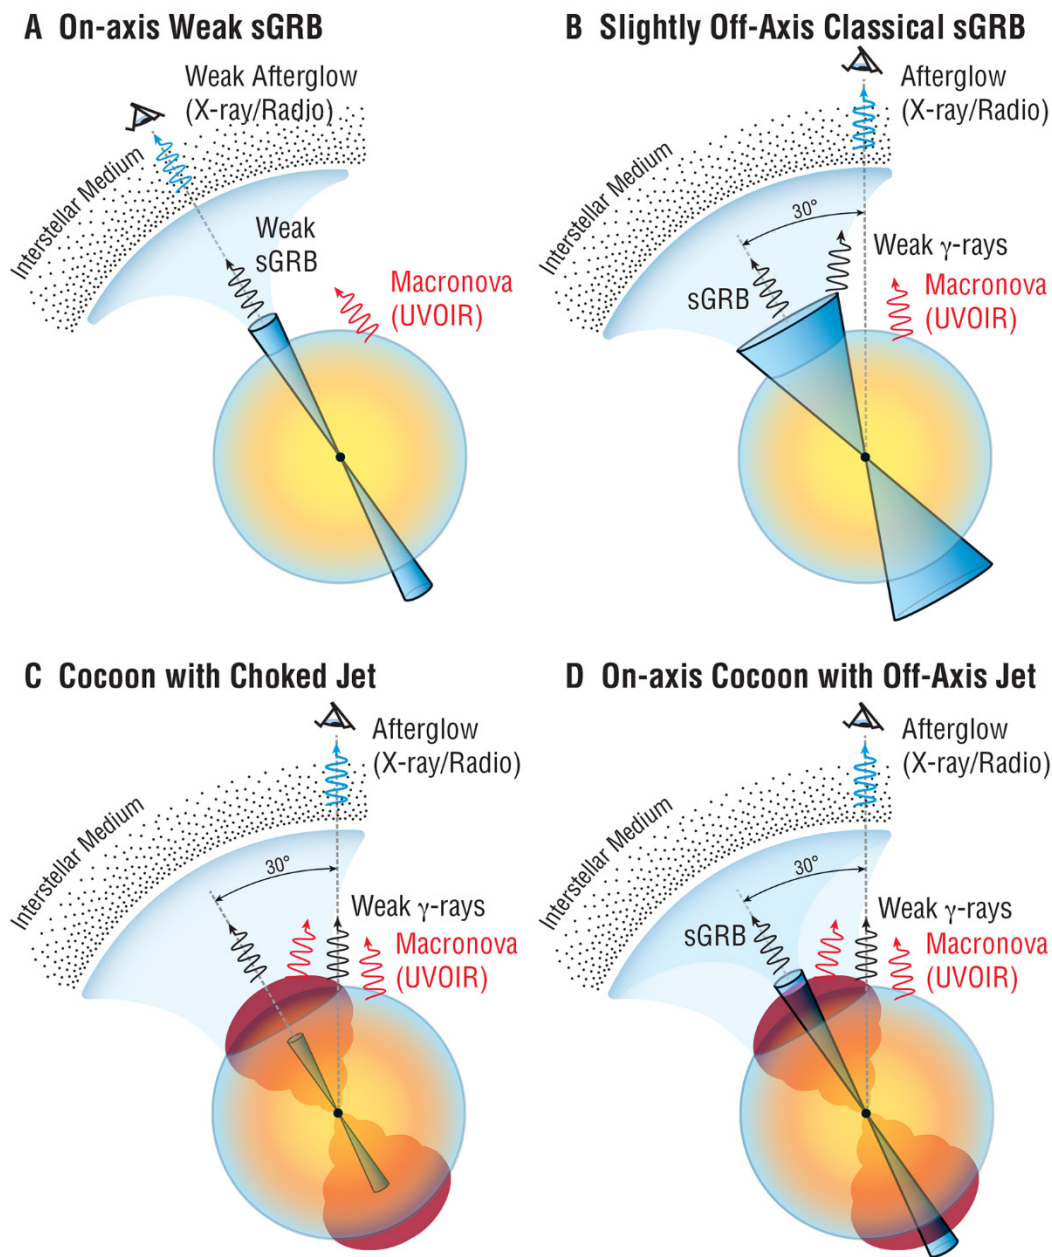 A On-axis Weak sGRB
Weak Afterglow
(X-ray/Radio)
Interstellar Medium
Weak
sGRB
Macronova
(UVOIR)
B Slightly Off-Axis Classical sGRB
Afterglow
(X-ray/Radio)
Interstellar Medium
30°
Weak γ-rays
sGRB
Macronova
(UVOIR)
C Cocoon with Choked Jet
Afterglow
(X-ray/Radio)
Interstellar Medium
30°
Weak γ-rays
Macronova
(UVOIR)
D On-axis Cocoon with Off-Axis Jet
Afterglow
(X-ray/Radio)
Interstellar Medium
30°
Weak γ-rays
sGRB
Macronova
(UVOIR)